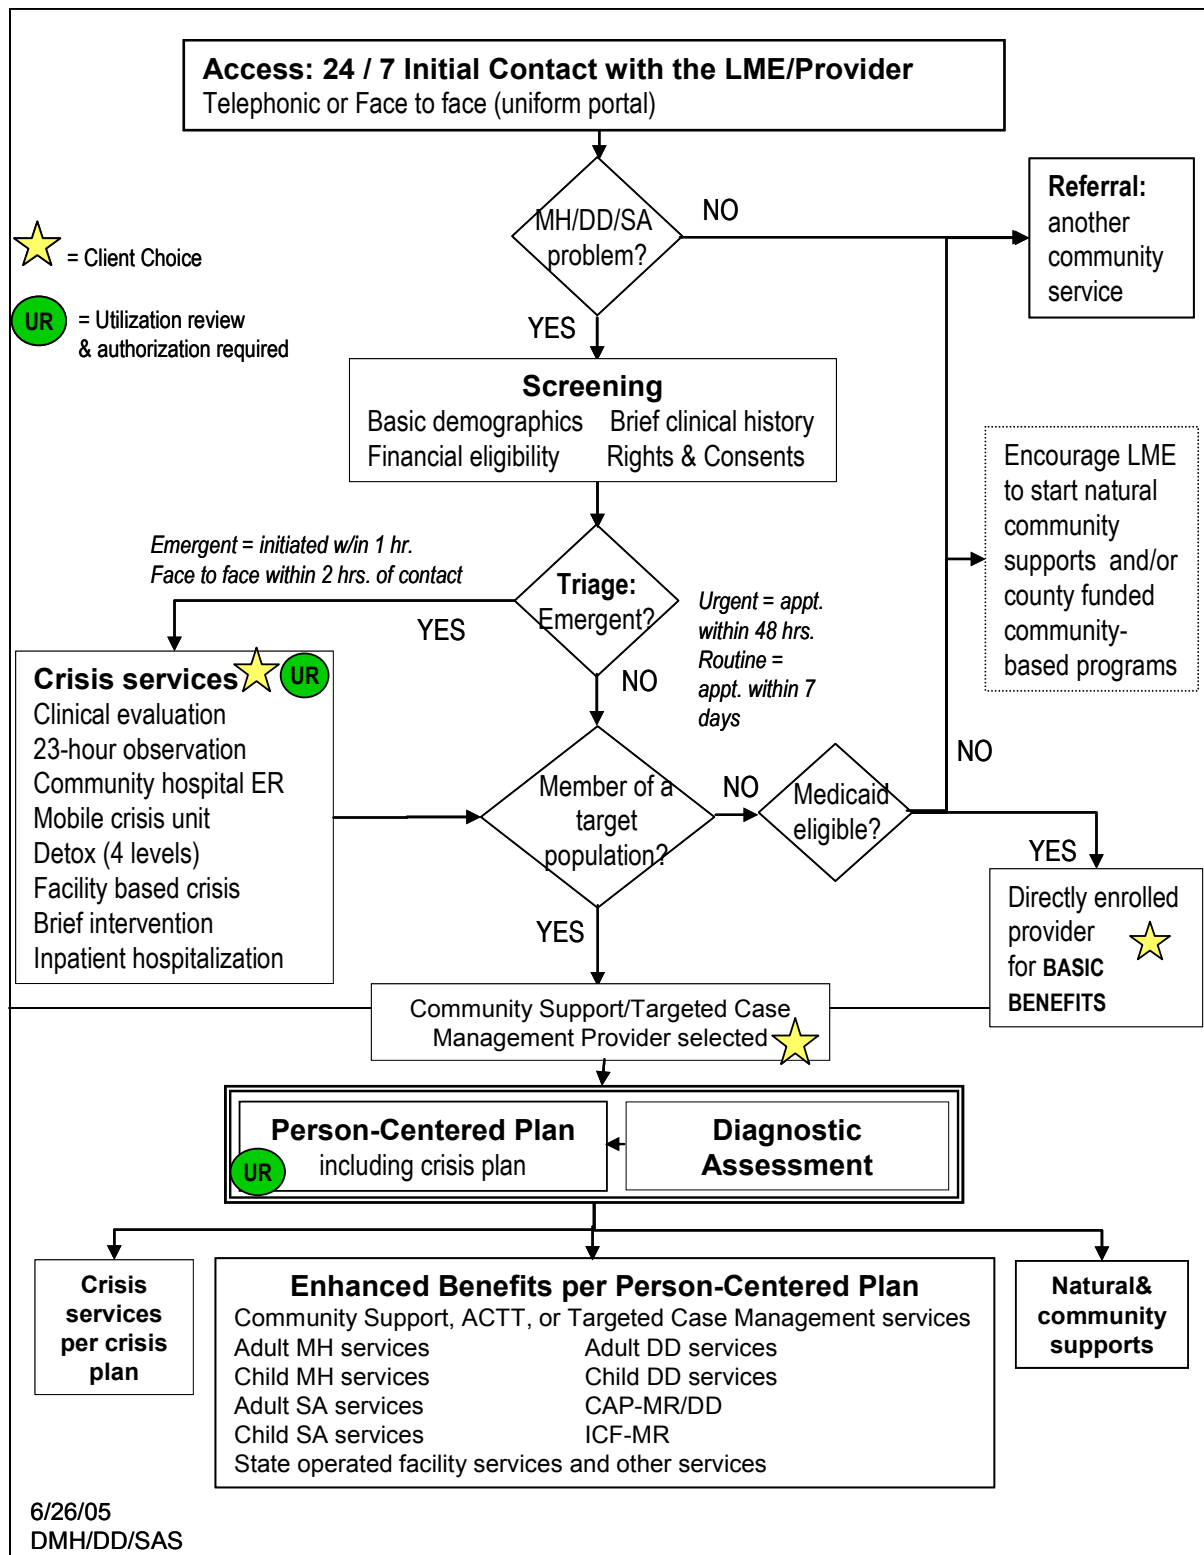 Access: 24 / 7 Initial Contact with the LME/Provider
Telephonic or Face to face (uniform portal)
MH/DD/SA
problem?
NO
Referral:
another
community
service
= Client Choice
UR
= Utilization review
& authorization required
YES
Screening
Basic demographics Brief clinical history
Financial eligibility Rights & Consents
Encourage LME
to start natural
community
supports and/or
county funded
community-
based programs
Emergent = initiated w/in 1 hr.
Face to face within 2 hrs. of contact
Triage:
Emergent?
YES
NO
Urgent = appt.
within 48 hrs.
Routine =
appt. within 7
days
Crisis services
UR
Clinical evaluation
23-hour observation
Community hospital ER
Mobile crisis unit
Detox (4 levels)
Facility based crisis
Brief intervention
Inpatient hospitalization
Member of a
target
population?
NO
Medicaid
eligible?
NO
YES
YES
Directly enrolled
provider
for BASIC
BENEFITS
Community Support/Targeted Case
Management Provider selected
Person-Centered Plan
including crisis plan
UR
Diagnostic
Assessment
Crisis
services
per crisis
plan
Enhanced Benefits per Person-Centered Plan
Community Support, ACTT, or Targeted Case Management services
Adult MH services Adult DD services
Child MH services Child DD services
Adult SA services CAP-MR/DD
Child SA services ICF-MR
State operated facility services and other services
Natural&
community
supports
6/26/05
DMH/DD/SAS